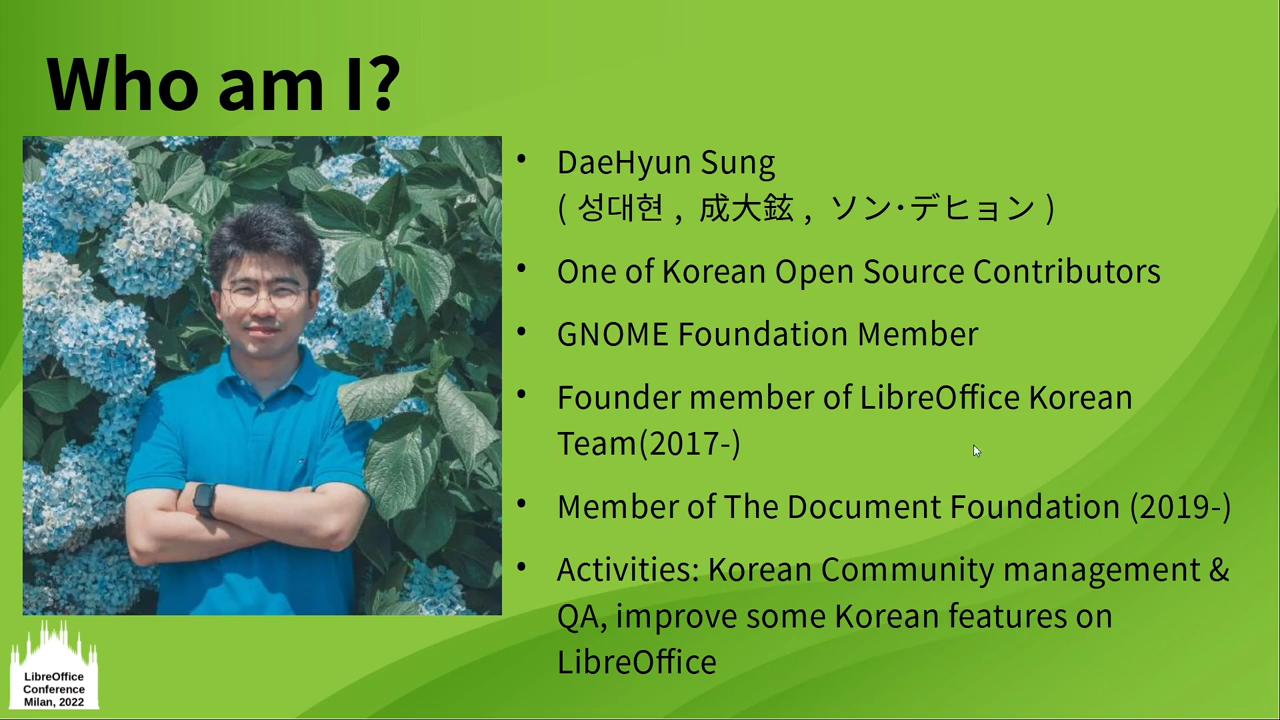 Who am I?
• DaeHyun Sung
( 성대현 , 成大鉉 , ソン･デヒョン )
• One of Korean Open Source Contributors
• GNOME Foundation Member
• Founder member of LibreOffice Korean
Team(2017-)
• Member of The Document Foundation (2019-)
• Activities: Korean Community management &
QA, improve some Korean features on
LibreOffice
LibreOffice
Conference
Milan, 2022